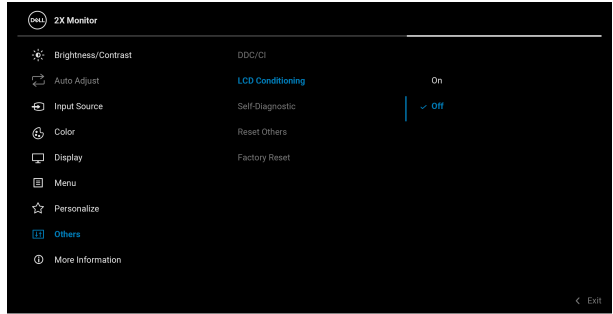 DELL 2X Monitor
Brightness/Contrast DDC/CI
Auto Adjust LCD Conditioning On
Input Source Self-Diagnostic Off
Color Reset Others
Display Factory Reset
Menu
Personalize
Others
More Information
Exit